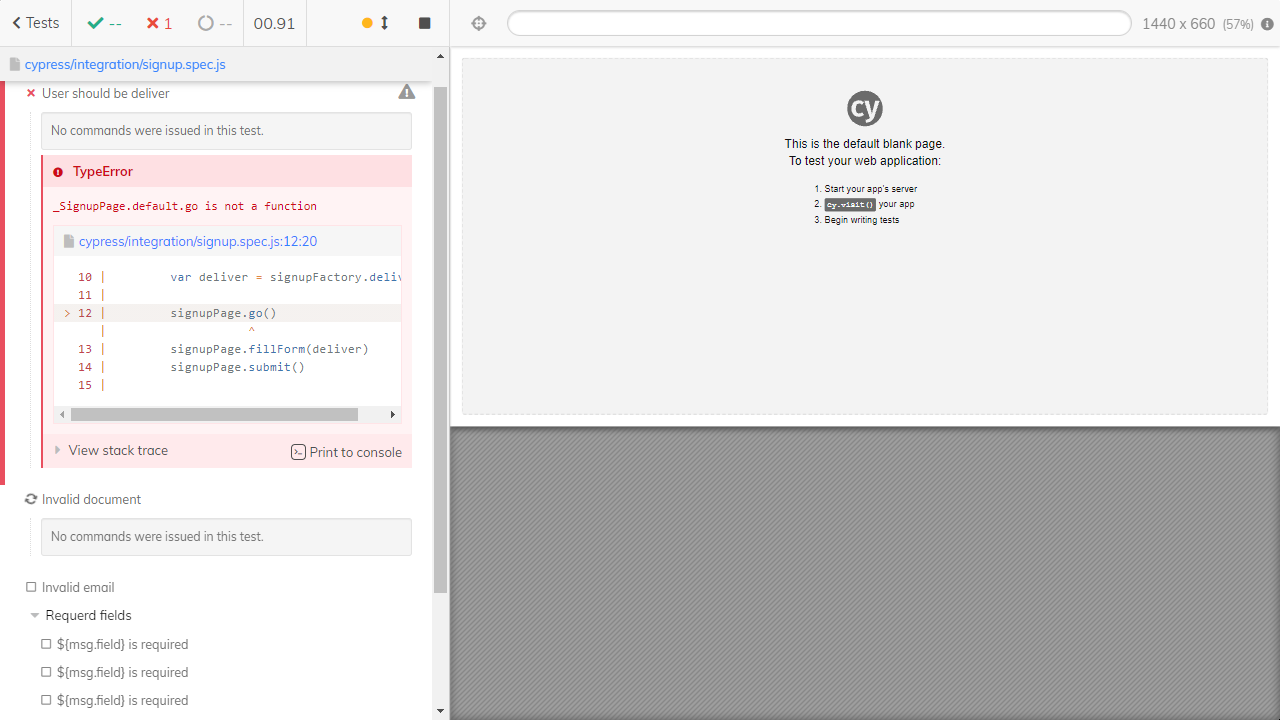 Tests
--
1
--
00.91
1440 x 660 (57%)
cypress/integration/signup.spec.js
User should be deliver
No commands were issued in this test.
TypeError
_SignupPage.default.go is not a function
cypress/integration/signup.spec.js:12:20
10 | var deliver = signupFactory.deliv
11 |
> 12 | signupPage.go()
| ^
13 | signupPage.fillForm(deliver)
14 | signupPage.submit()
15 |
View stack trace
Print to console
Invalid document
No commands were issued in this test.
Invalid email
Requerd fields
${msg.field} is required
${msg.field} is required
${msg.field} is required
cy
This is the default blank page.
To test your web application:
1. Start your app's server
2. cy.visit() your app
3. Begin writing tests